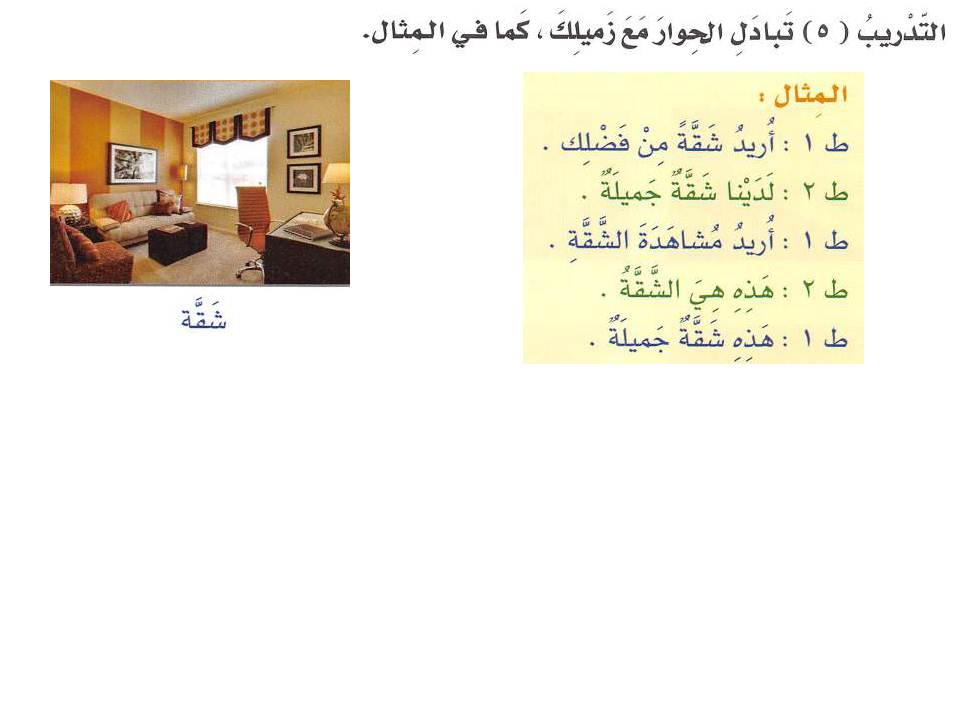 التّدْريبُ ( ٥ ) تَبادَلِ الحِوارَ مَعَ زَميلِكَ ، كَما في المِثال.
المِثال :
ط ١ : أُريدُ شَقَّةً مِنْ فَضْلِك .
ط ٢ : لَدَيْنا شَقَّةٌ جَميلَةٌ .
ط ١ : أُريدُ مُشاهَدَةَ الشَّقَّةِ .
ط ٢ : هَذِهِ هِيَ الشَّقَّةُ .
ط ١ : هَذِهِ شَقَّةٌ جَميلَةٌ .
شَقَّة